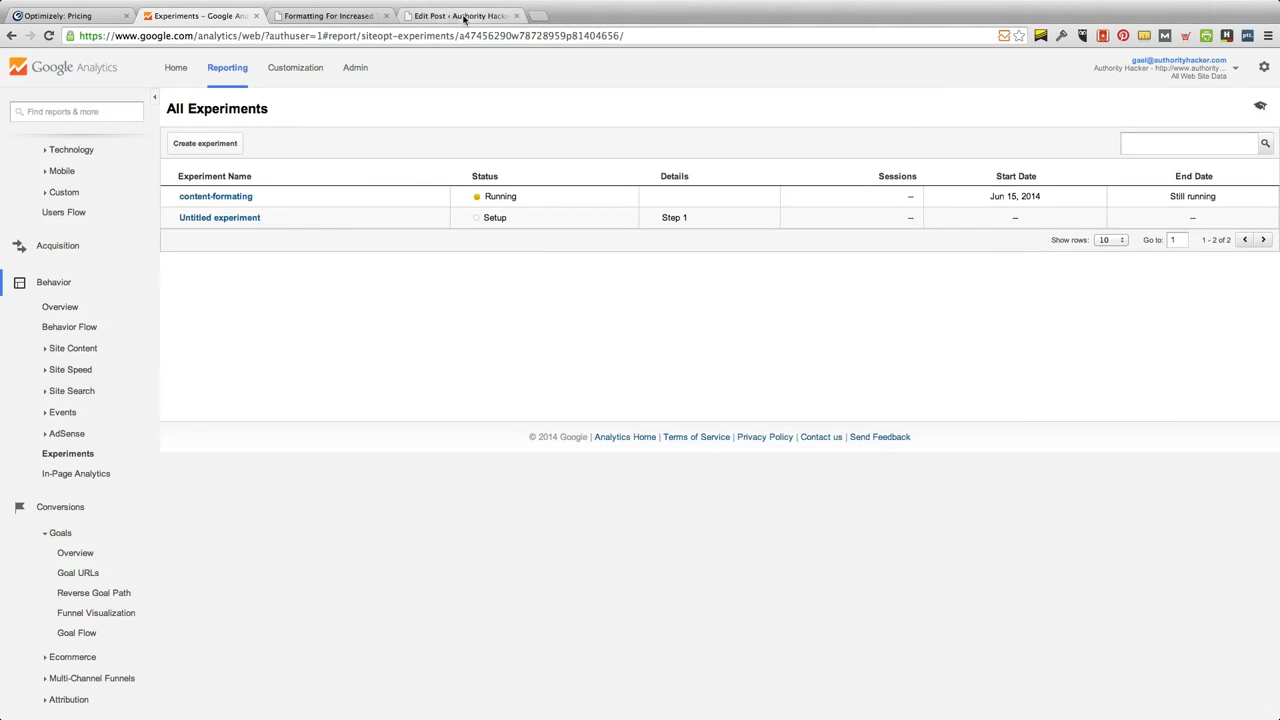 Optimizely: Pricing
Experiments – Google Ana
Formatting For Increased T
Edit Post ‹ Authority Hack
https://www.google.com/analytics/web/?authuser=1#report/siteopt-experiments/a47456290w78728959p81404656/
Google Analytics
Home
Reporting
Customization
Admin
gael@authorityhacker.com
Authority Hacker - http://www.authority...
All Web Site Data
Find reports & more
Technology
Mobile
Custom
Users Flow
Acquisition
Behavior
Overview
Behavior Flow
Site Content
Site Speed
Site Search
Events
AdSense
Experiments
In-Page Analytics
Conversions
Goals
Overview
Goal URLs
Reverse Goal Path
Funnel Visualization
Goal Flow
Ecommerce
Multi-Channel Funnels
Attribution
All Experiments
Create experiment
Experiment Name Status Details Sessions Start Date End Date
content-formating Running -- Jun 15, 2014 Still running
Untitled experiment Setup Step 1 -- -- --
Show rows: 10 Go to: 1 1 - 2 of 2
© 2014 Google | Analytics Home | Terms of Service | Privacy Policy | Contact us | Send Feedback